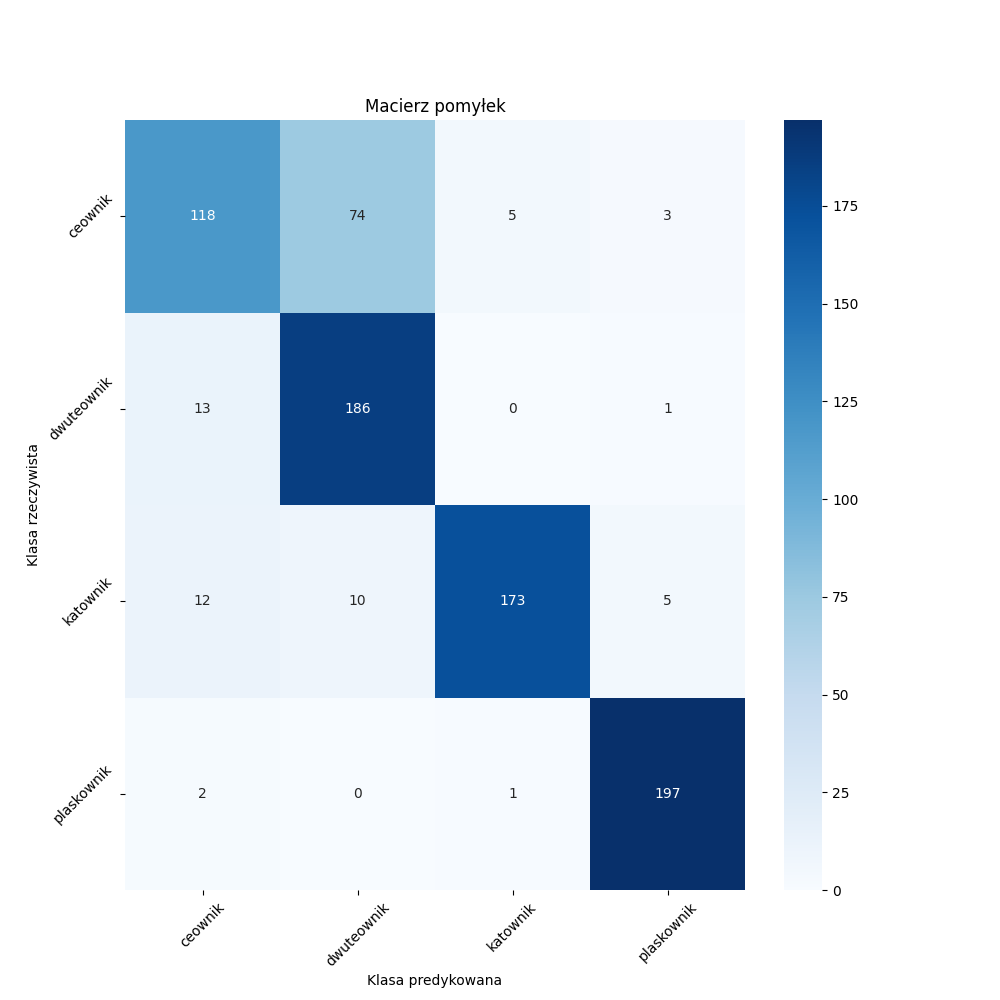 Macierz pomyłek
ceownik
118 74 5 3
dwuteownik
13 186 0 1
katownik
12 10 173 5
plaskownik
2 0 1 197
Klasa rzeczywista
ceownik dwuteownik katownik plaskownik
Klasa predykowana
175
150
125
100
75
50
25
0